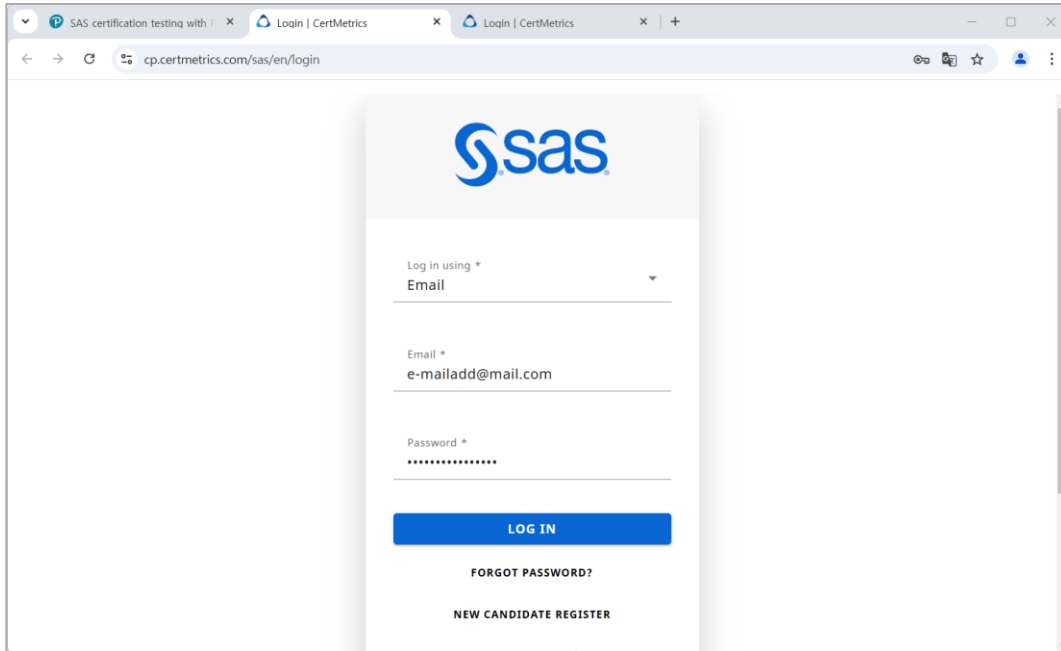 SAS certification testing with P
Login | CertMetrics
Login | CertMetrics
cp.certmetrics.com/sas/en/login
sas
Log in using *
Email
Email *
e-mailadd@mail.com
Password *
••••••••••••••••
LOG IN
FORGOT PASSWORD?
NEW CANDIDATE REGISTER